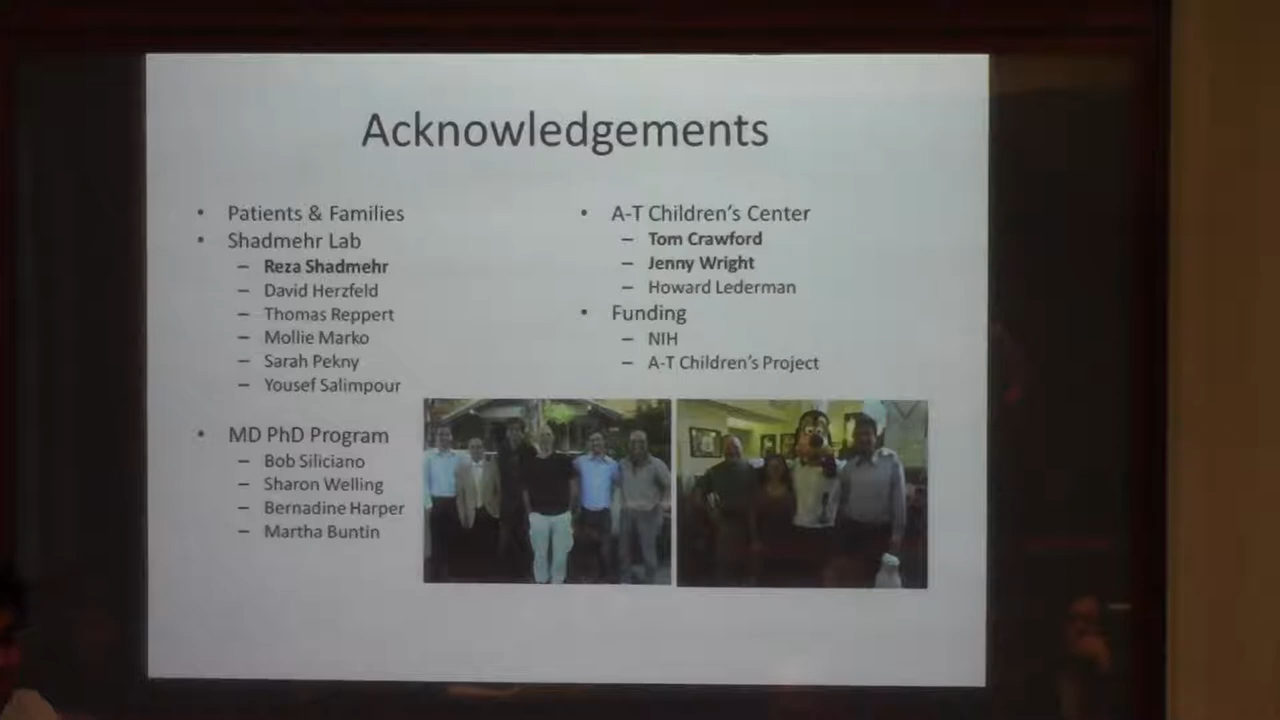 Acknowledgements
• Patients & Families
• Shadmehr Lab
– Reza Shadmehr
– David Herzfeld
– Thomas Reppert
– Mollie Marko
– Sarah Pekny
– Yousef Salimpour
• MD PhD Program
– Bob Siliciano
– Sharon Welling
– Bernadine Harper
– Martha Buntin
• A-T Children's Center
– Tom Crawford
– Jenny Wright
– Howard Lederman
• Funding
– NIH
– A-T Children's Project